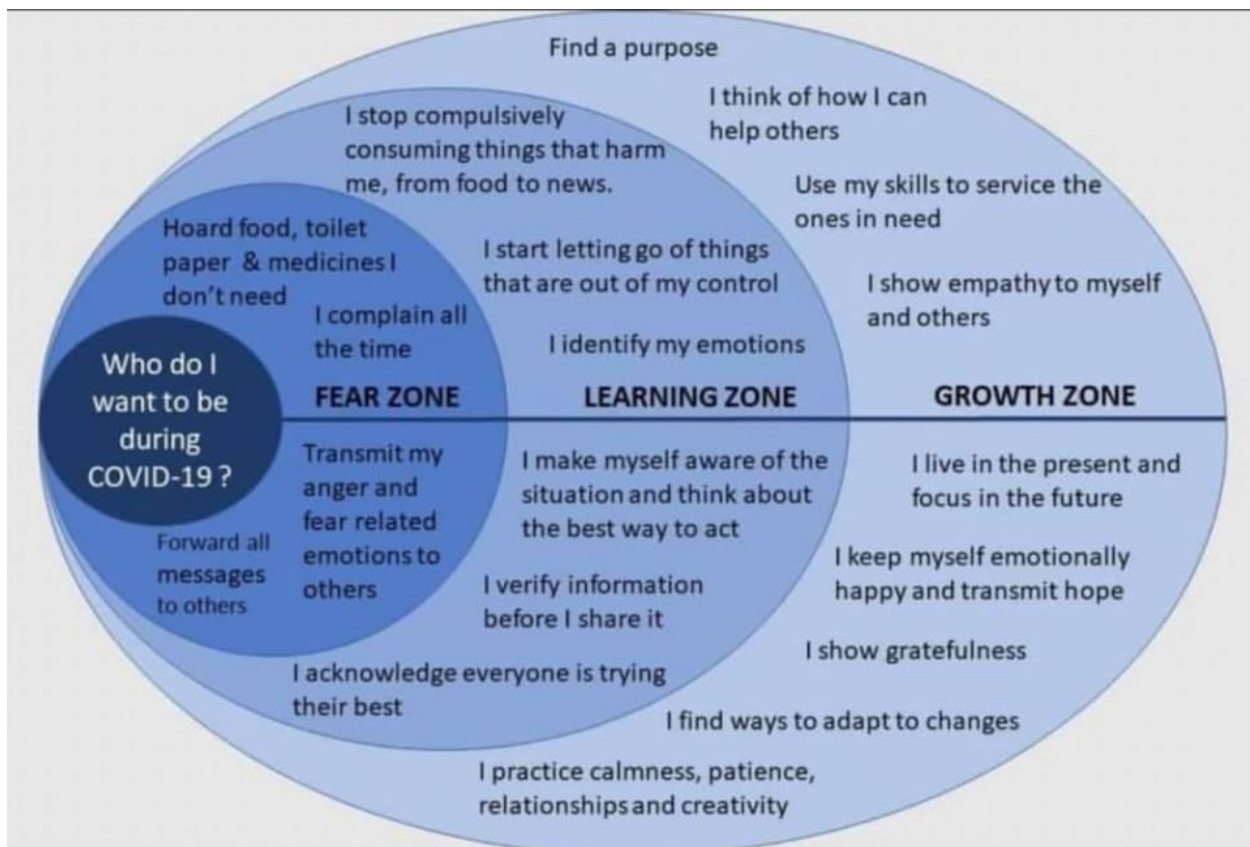 Find a purpose
I think of how I can
help others
Use my skills to service the
ones in need
I show empathy to myself
and others
I stop compulsively
consuming things that harm
me, from food to news.
I start letting go of things
that are out of my control
I identify my emotions
Hoard food, toilet
paper & medicines I
don't need
I complain all
the time
Who do I
want to be
during
COVID-19 ?
FEAR ZONE
LEARNING ZONE
GROWTH ZONE
Transmit my
anger and
fear related
emotions to
others
Forward all
messages
to others
I make myself aware of the
situation and think about
the best way to act
I verify information
before I share it
I acknowledge everyone is trying
their best
I live in the present and
focus in the future
I keep myself emotionally
happy and transmit hope
I show gratefulness
I find ways to adapt to changes
I practice calmness, patience,
relationships and creativity